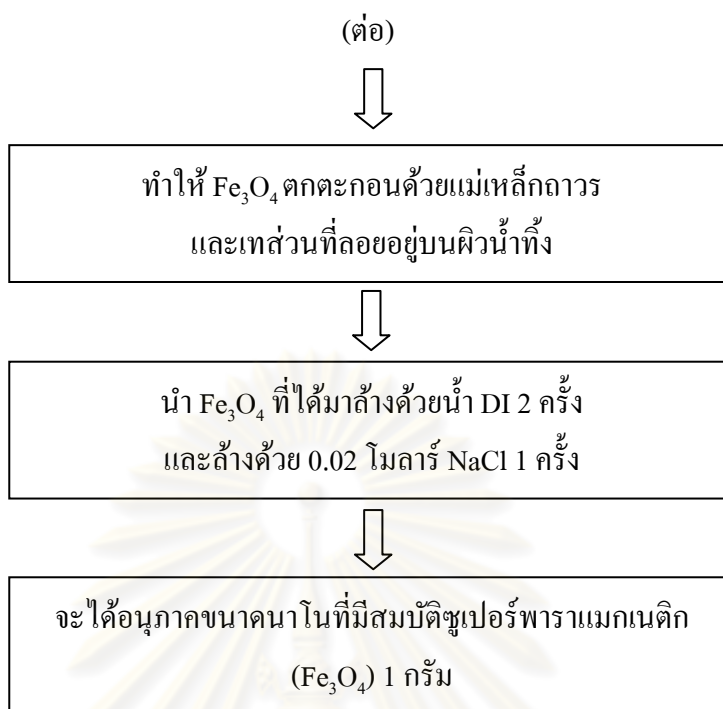 (ต่อ)
ทำให้ Fe₃O₄ ตกตะกอนด้วยแม่เหล็กถาวร
และเทส่วนที่ลอยอยู่บนผิวน้ำทิ้ง
นำ Fe₃O₄ ที่ได้มาล้างด้วยน้ำ DI 2 ครั้ง
และล้างด้วย 0.02 โมลาร์ NaCl 1 ครั้ง
จะได้อนุภาคขนาดนาโนที่มีสมบัติซูเปอร์พาราแมกเนติก
(Fe₃O₄) 1 กรัม